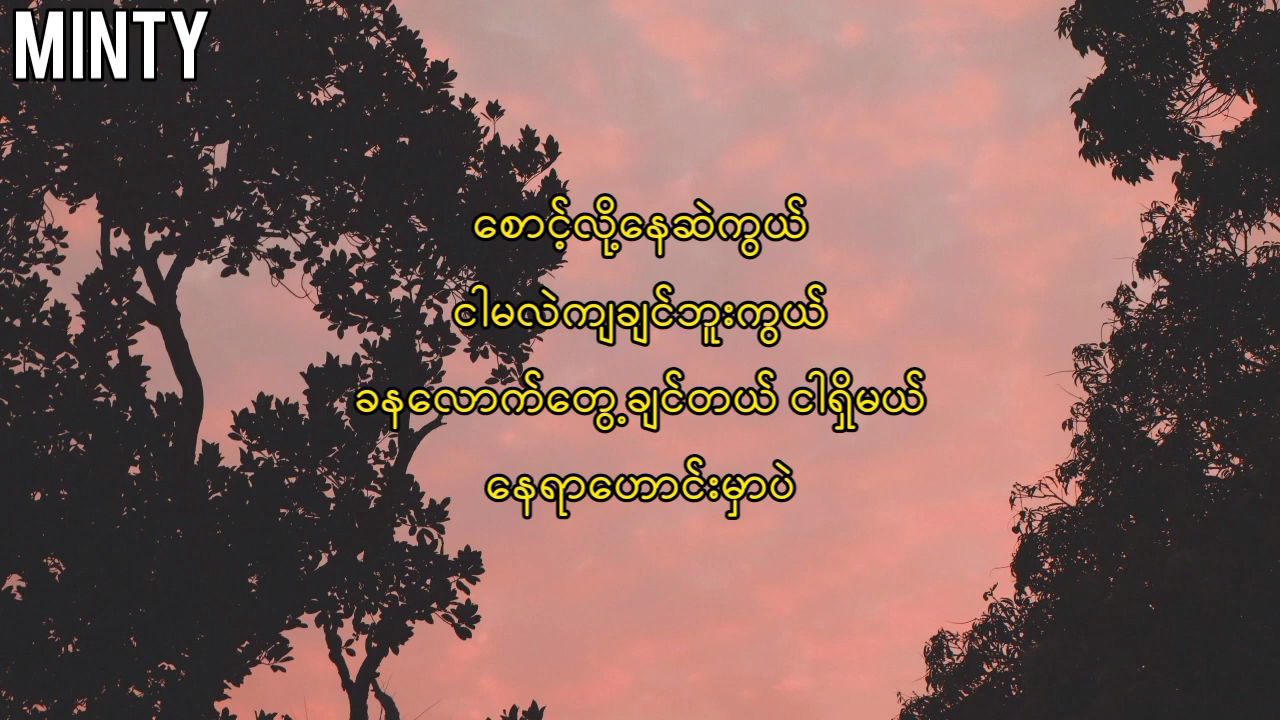 MINTY
စောင့်လို့နေဆဲကွယ်
ငါမလဲကျချင်ဘူးကွယ်
ခနလောက်တွေ့ချင်တယ် ငါရှိမယ်
နေရာဟောင်းမှာပဲ